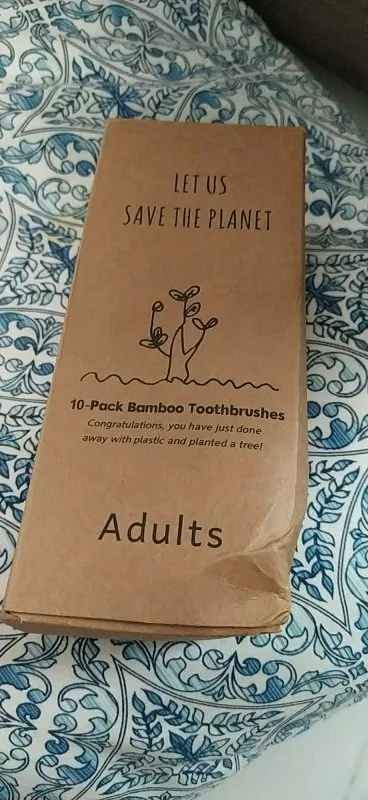 LET US
SAVE THE PLANET
10-Pack Bamboo Toothbrushes
Congratulations, you have just done
away with plastic and planted a tree!
Adults